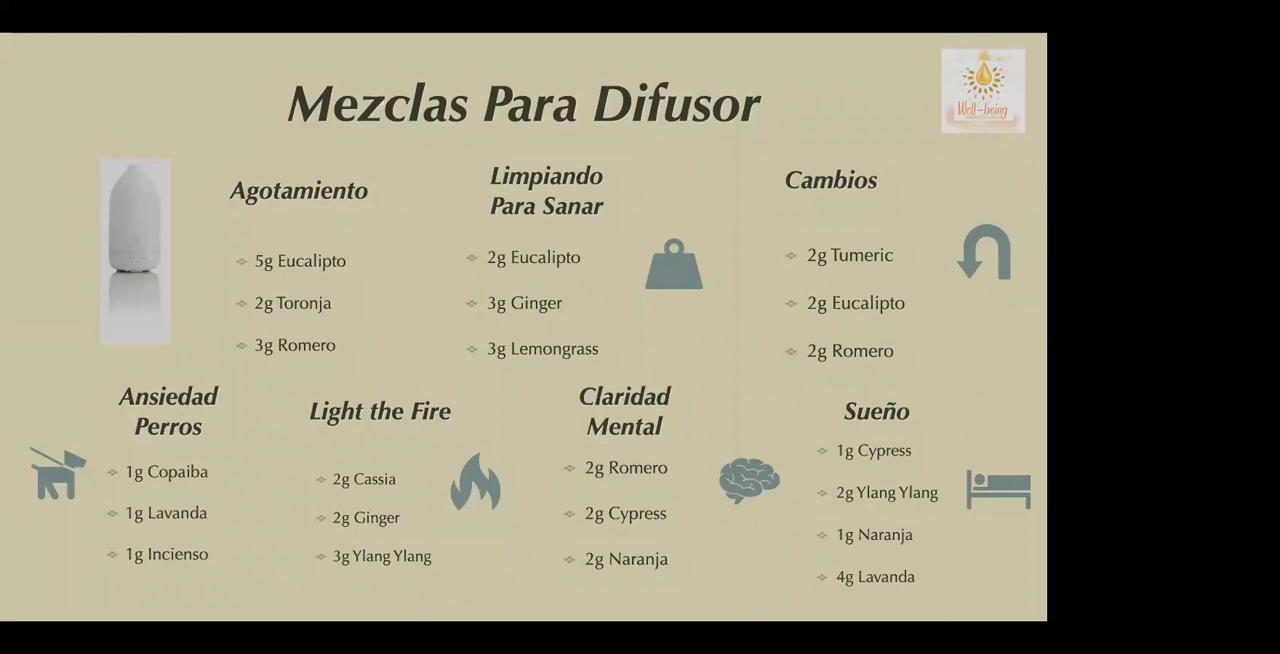 Mezclas Para Difusor
Well-being
Agotamiento
5g Eucalipto
2g Toronja
3g Romero
Limpiando
Para Sanar
2g Eucalipto
3g Ginger
3g Lemongrass
Cambios
2g Tumeric
2g Eucalipto
2g Romero
Ansiedad
Perros
1g Copaiba
1g Lavanda
1g Incienso
Light the Fire
2g Cassia
2g Ginger
3g Ylang Ylang
Claridad
Mental
2g Romero
2g Cypress
2g Naranja
Sueño
1g Cypress
2g Ylang Ylang
1g Naranja
4g Lavanda